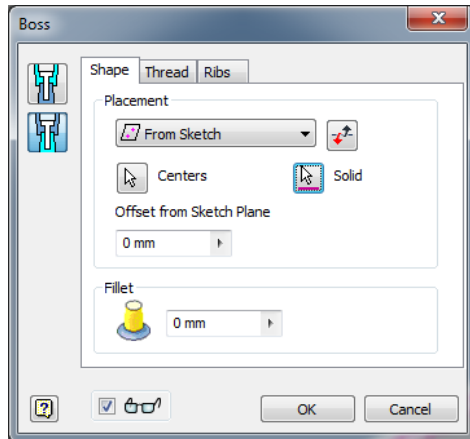 Boss
Shape Thread Ribs
Placement
From Sketch
Centers Solid
Offset from Sketch Plane
0 mm
Fillet
0 mm
OK Cancel